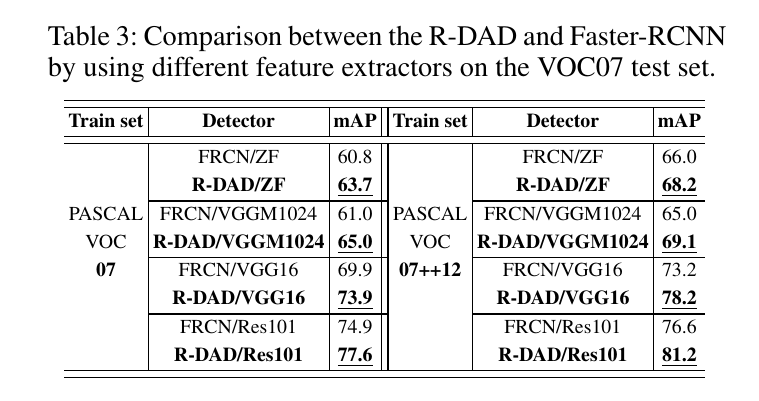 Table 3: Comparison between the R-DAD and Faster-RCNN
by using different feature extractors on the VOC07 test set.
Train set Detector mAP Train set Detector mAP
FRCN/ZF 60.8 FRCN/ZF 66.0
R-DAD/ZF 63.7 R-DAD/ZF 68.2
PASCAL FRCN/VGGM1024 61.0 PASCAL FRCN/VGGM1024 65.0
VOC R-DAD/VGGM1024 65.0 VOC R-DAD/VGGM1024 69.1
07 FRCN/VGG16 69.9 07++12 FRCN/VGG16 73.2
R-DAD/VGG16 73.9 R-DAD/VGG16 78.2
FRCN/Res101 74.9 FRCN/Res101 76.6
R-DAD/Res101 77.6 R-DAD/Res101 81.2